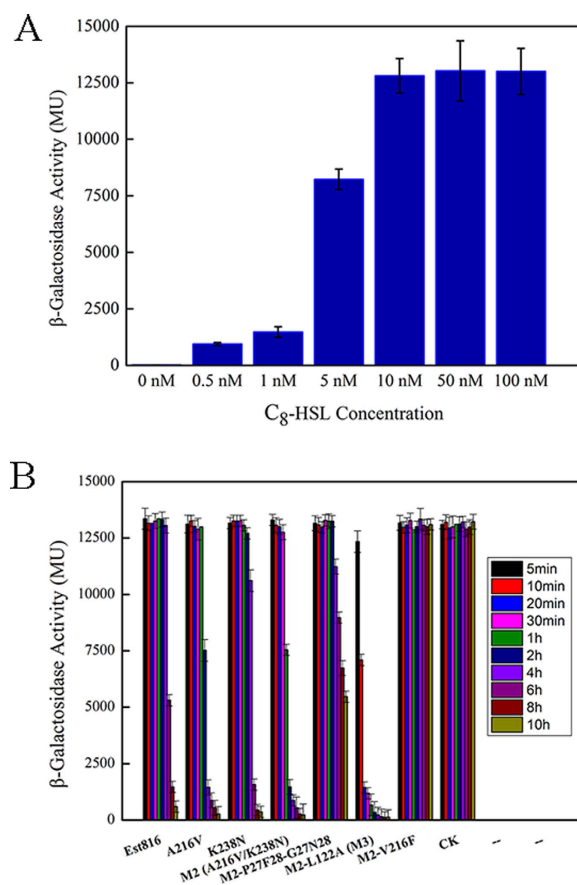 A
15000
12500
10000
7500
5000
2500
0
β-Galactosidase Activity (MU)
0 nM 0.5 nM 1 nM 5 nM 10 nM 50 nM 100 nM
C8-HSL Concentration
B
15000
12500
10000
7500
5000
2500
0
β-Galactosidase Activity (MU)
5min
10min
20min
30min
1h
2h
4h
6h
8h
10h
Est816 A216V K238N M2 (A216V/K238N) M2-P27F28-G27N28 M2-L122A (M3) M2-V216F CK -- --